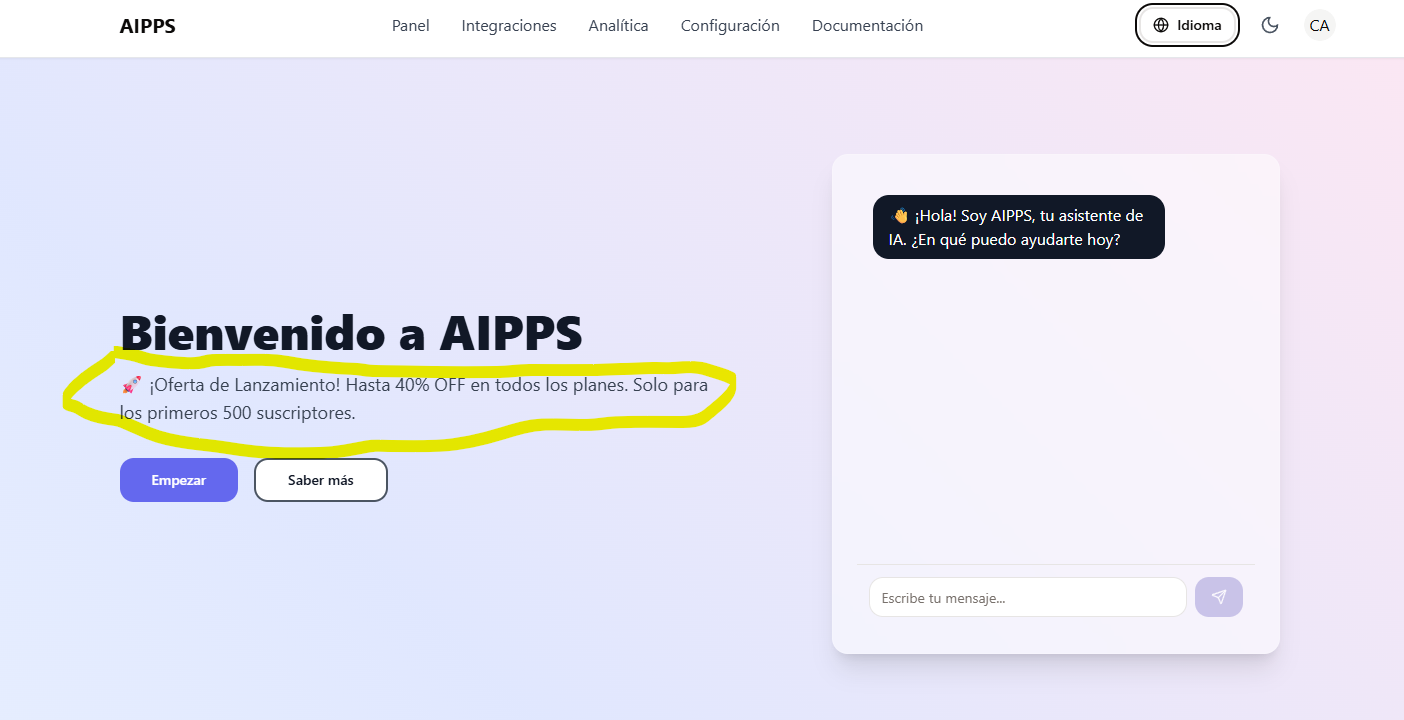 AIPPS
Panel
Integraciones
Analítica
Configuración
Documentación
Idioma
CA
Bienvenido a AIPPS
🚀 ¡Oferta de Lanzamiento! Hasta 40% OFF en todos los planes. Solo para
los primeros 500 suscriptores.
Empezar
Saber más
👋 ¡Hola! Soy AIPPS, tu asistente de
IA. ¿En qué puedo ayudarte hoy?
Escribe tu mensaje...